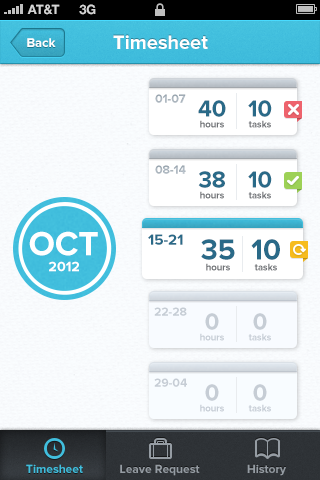 AT&T 3G
Back
Timesheet
01-07
40 10
hours tasks
08-14
38 10
hours tasks
OCT
2012
15-21
35 10
hours tasks
22-28
0 0
hours tasks
29-04
0 0
hours tasks
Timesheet Leave Request History